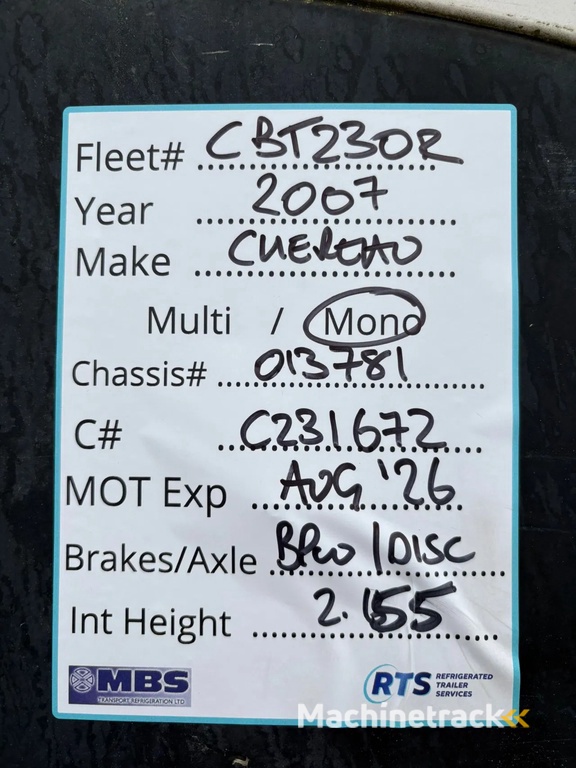 Fleet# CBT230R
Year 2007
Make CHEREAU
Multi / Mono
Chassis# 013781
C# C231672
MOT Exp AUG '26
Brakes/Axle BPW / DISC
Int Height 2.655
MBS
TRANSPORT REFRIGERATION LTD
RTS REFRIGERATED TRAILER SERVICES
Machinetrack